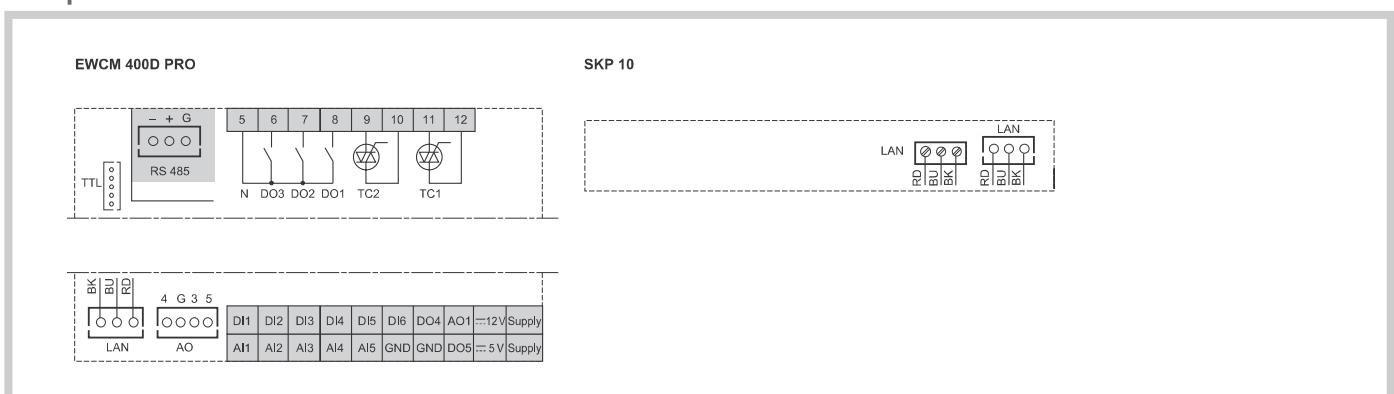 EWCM 400D PRO
SKP 10
– + G
RS 485
TTL
5 6 7 8 9 10 11 12
N DO3 DO2 DO1 TC2 TC1
LAN
LAN
RD BU BK
RD BU BK
BK BU RD
4 G 3 5
LAN
AO
DI1 DI2 DI3 DI4 DI5 DI6 DO4 AO1 ⎓12V Supply
AI1 AI2 AI3 AI4 AI5 GND GND DO5 ⎓5V Supply